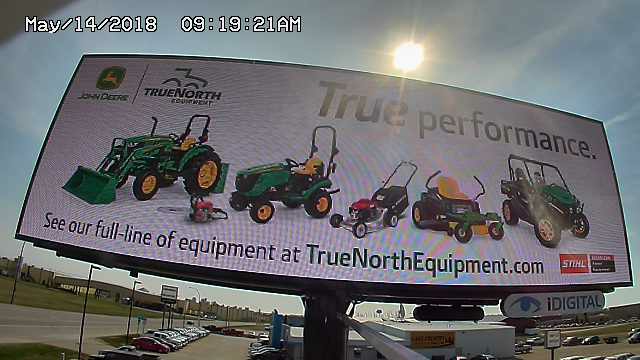 May/14/2018 09:19:21AM
JOHN DEERE
TRUENORTH
EQUIPMENT
True performance.
See our full-line of equipment at TrueNorthEquipment.com
STIHL
iDIGITAL